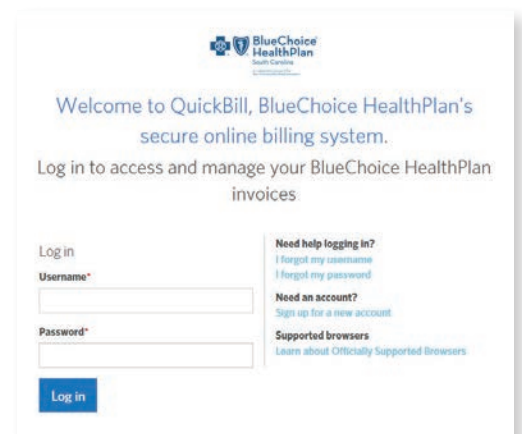 BlueChoice
HealthPlan
South Carolina
Welcome to QuickBill, BlueChoice HealthPlan's
secure online billing system.
Log in to access and manage your BlueChoice HealthPlan
invoices
Log in
Username*
Password*
Log in
Need help logging in?
I forgot my username
I forgot my password
Need an account?
Sign up for a new account
Supported browsers
Learn about Officially Supported Browsers